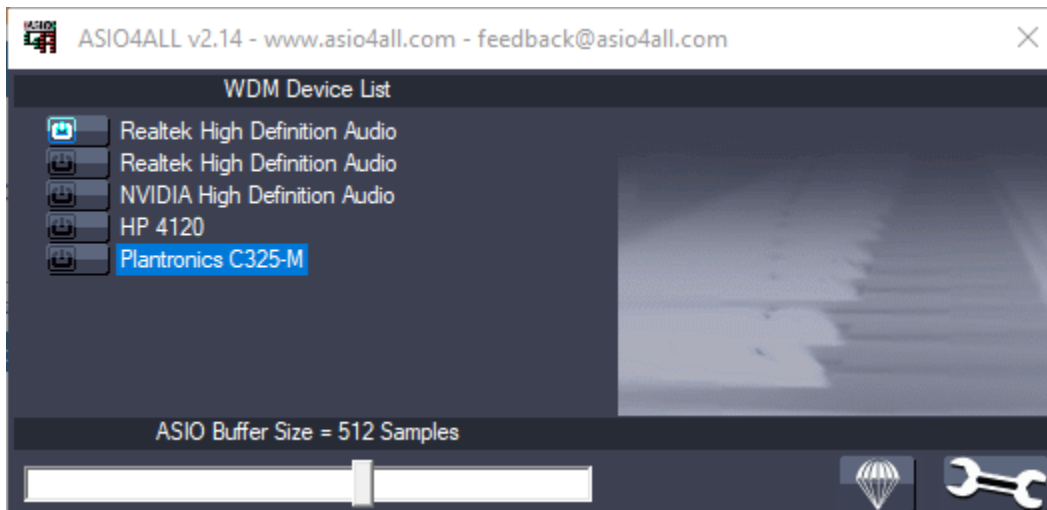 ASIO4ALL v2.14 - www.asio4all.com - feedback@asio4all.com
WDM Device List
Realtek High Definition Audio
Realtek High Definition Audio
NVIDIA High Definition Audio
HP 4120
Plantronics C325-M
ASIO Buffer Size = 512 Samples